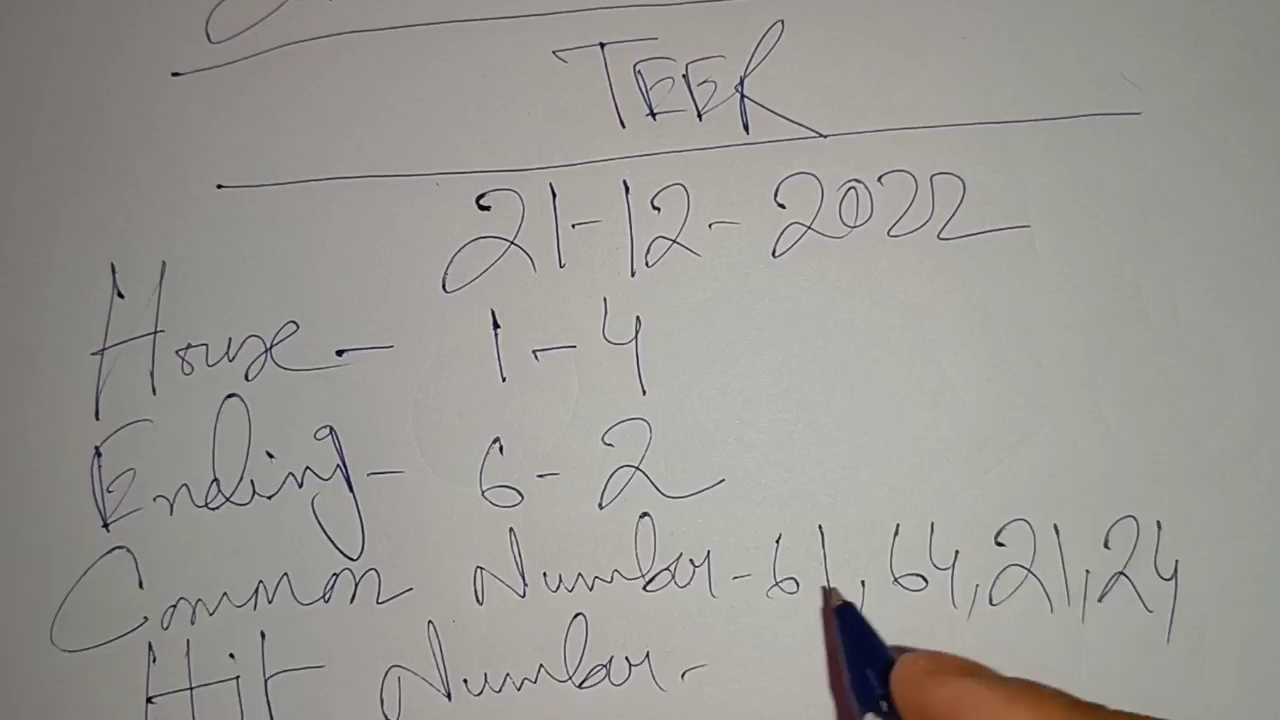 TEER
21-12-2022
House- 1-4
Ending- 6-2
Common Number-61,64,21,24
Hit Number-